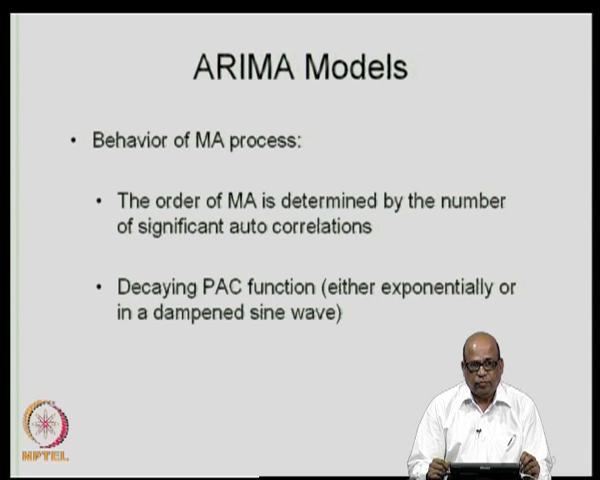 ARIMA Models
• Behavior of MA process:
• The order of MA is determined by the number
of significant auto correlations
• Decaying PAC function (either exponentially or
in a dampened sine wave)
NPTEL